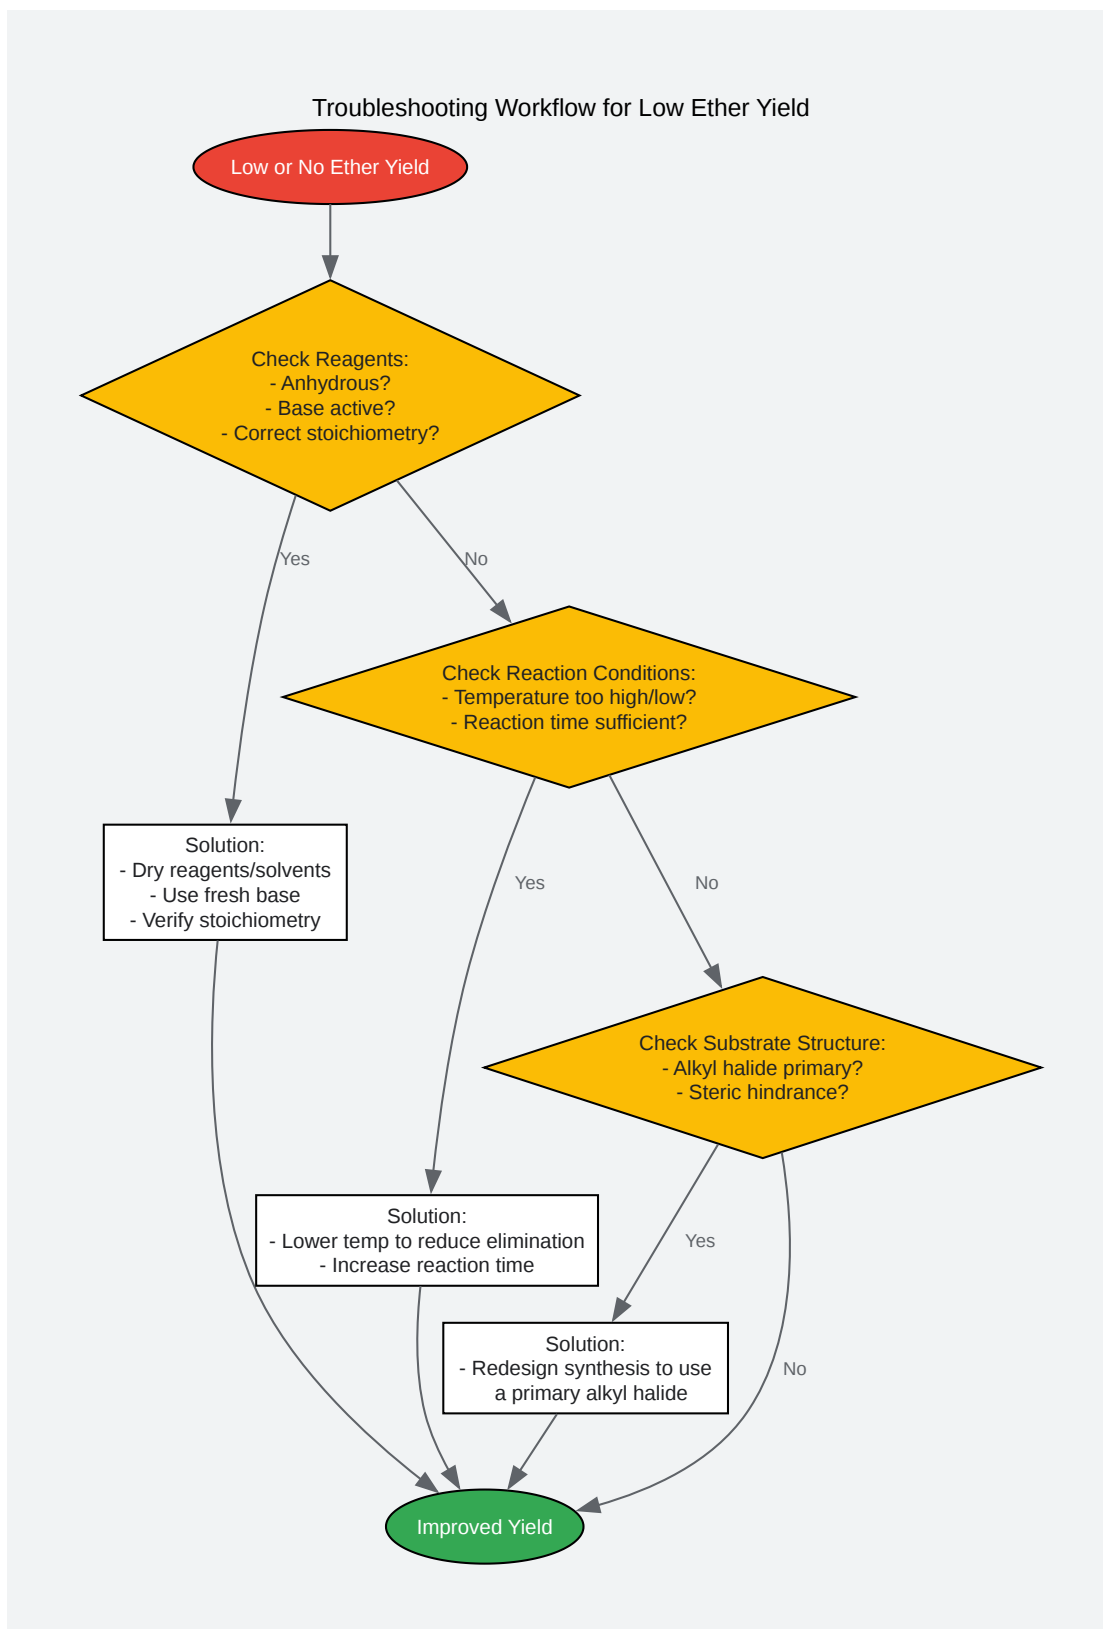 Troubleshooting Workflow for Low Ether Yield
Low or No Ether Yield
Check Reagents:
- Anhydrous?
- Base active?
- Correct stoichiometry?
Yes
No
Check Reaction Conditions:
- Temperature too high/low?
- Reaction time sufficient?
Solution:
- Dry reagents/solvents
- Use fresh base
- Verify stoichiometry
Yes
No
Check Substrate Structure:
- Alkyl halide primary?
- Steric hindrance?
Solution:
- Lower temp to reduce elimination
- Increase reaction time
Yes
Solution:
- Redesign synthesis to use
a primary alkyl halide
No
Improved Yield